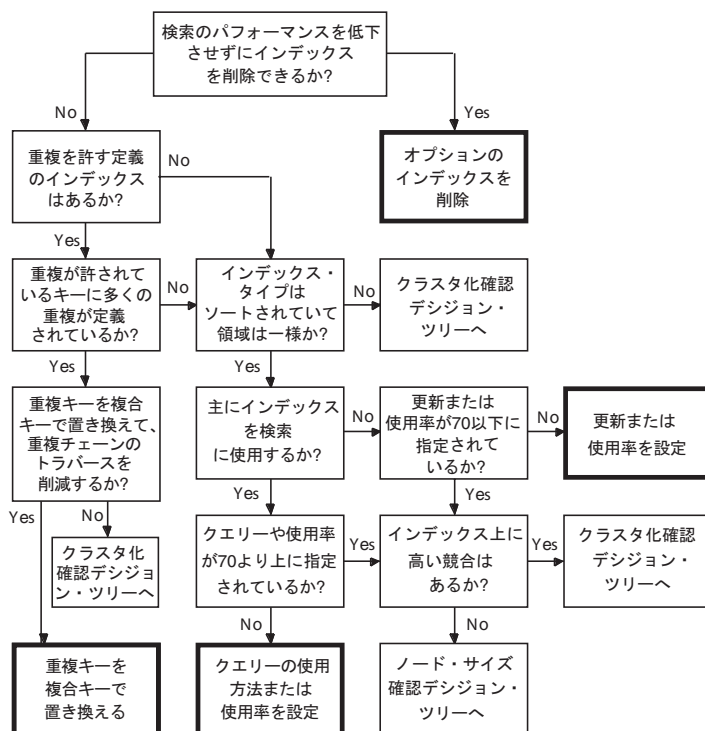 検索のパフォーマンスを低下
させずにインデックス
を削除できるか?
No
Yes
重複を許す定義
のインデックス
はあるか?
No
オプションの
インデックスを
削除
Yes
重複が許されて
いるキーに多くの
重複が定義
されているか?
No
インデックス・
タイプは
ソートされていて
領域は一様か?
No
クラスタ化確認
デシジョン・
ツリーへ
Yes
Yes
重複キーを複合
キーで置き換えて、
重複チェーンの
トラバースを
削減するか?
主にインデックス
を検索
に使用するか?
No
更新または
使用率が70以下に
指定されて
いるか?
No
更新または
使用率を設定
Yes
No
Yes
Yes
クラスタ化
確認デシジョ
ン・ツリーへ
クエリーや使用率
が70より上に指定
されているか?
Yes
インデックス上に
高い競合は
あるか?
Yes
クラスタ化確認
デシジョン・
ツリーへ
No
No
重複キーを
複合キーで
置き換える
クエリーの使用
方法または
使用率を設定
ノード・サイズ
確認デシジョン・
ツリーへ